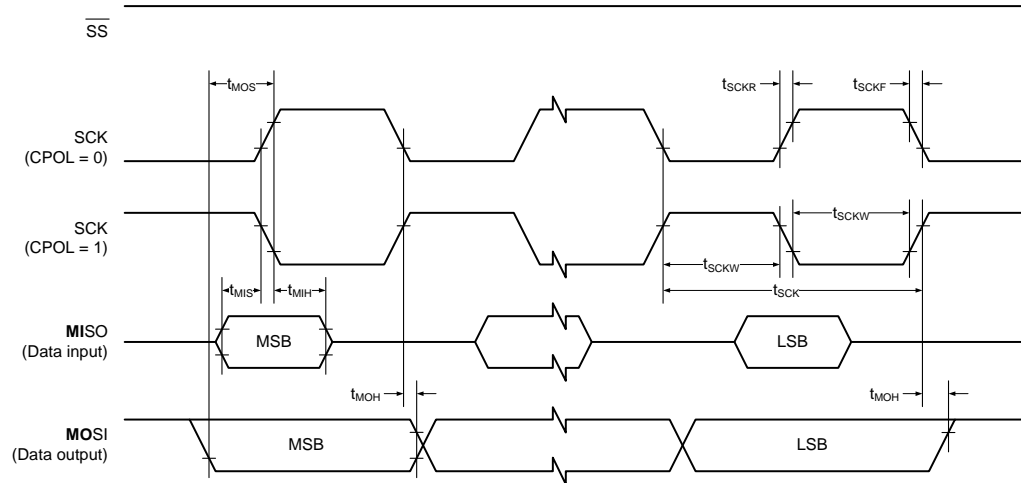 SS
tMOS
tSCKR
tSCKF
SCK
(CPOL = 0)
SCK
(CPOL = 1)
tSCKW
tSCKW
tSCK
tMIS
tMIH
MISO
(Data input)
MSB
LSB
tMOH
tMOH
MOSI
(Data output)
MSB
LSB